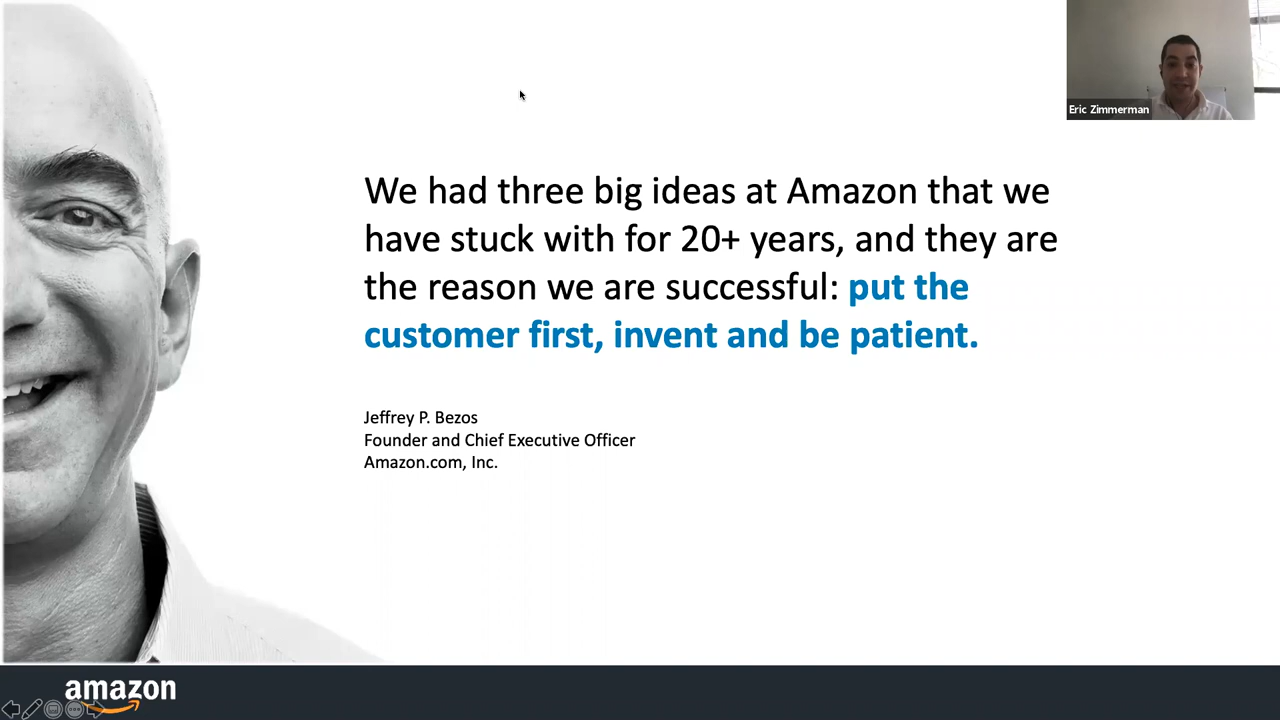 Eric Zimmerman
We had three big ideas at Amazon that we
have stuck with for 20+ years, and they are
the reason we are successful: put the
customer first, invent and be patient.
Jeffrey P. Bezos
Founder and Chief Executive Officer
Amazon.com, Inc.
amazon